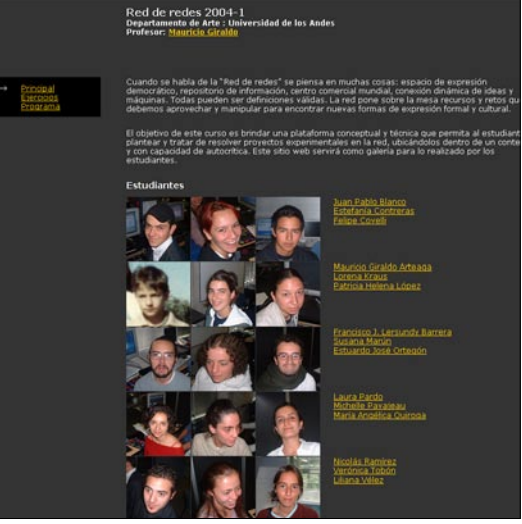 Red de redes 2004-1
Departamento de Arte : Universidad de los Andes
Profesor: Mauricio Giraldo
Principal
Ejercicios
Programa
Cuando se habla de la "Red de redes" se piensa en muchas cosas: espacio de expresión
democrático, repositorio de información, centro comercial mundial, conexión dinámica de ideas y
máquinas. Todas pueden ser definiciones válidas. La red pone sobre la mesa recursos y retos qu
debemos aprovechar y manipular para encontrar nuevas formas de expresión formal y cultural.
El objetivo de este curso es brindar una plataforma conceptual y técnica que permita al estudiant
plantear y tratar de resolver proyectos experimentales en la red, ubicándolos dentro de un conte
y con capacidad de autocrítica. Este sitio web servirá como galería para lo realizado por los
estudiantes.
Estudiantes
Juan Pablo Blanco
Estefanía Contreras
Felipe Covelli
Mauricio Giraldo Arteaga
Lorena Kraus
Patricia Helena López
Francisco J. Lersundy Barrera
Susana Marún
Estuardo José Ortegón
Laura Pardo
Michelle
María Angélica Quiroga
Nicolás Ramírez
Verónica Tobón
Liliana Vélez